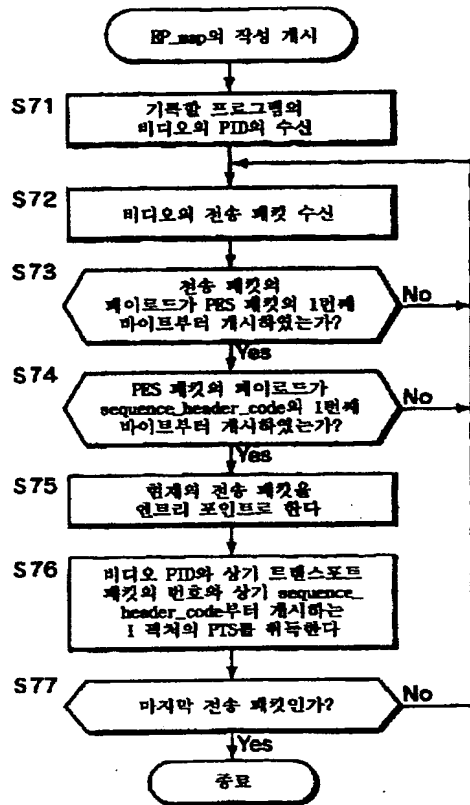 EP_map의 작성 개시
S71
기록할 프로그램의
비디오의 PID의 수신
S72
비디오의 전송 패킷 수신
S73
전송 패킷의
페이로드가 PES 패킷의 1번째
바이트부터 개시하였는가?
No
Yes
S74
PES 패킷의 페이로드가
sequence_header_code의 1번째
바이트부터 개시하였는가?
No
Yes
S75
현재의 전송 패킷을
엔트리 포인트로 한다
S76
비디오 PID와 상기 트랜스포트
패킷의 번호와 상기 sequence_
header_code부터 개시하는
I 픽처의 PTS를 취득한다
S77
마지막 전송 패킷인가?
No
Yes
종료